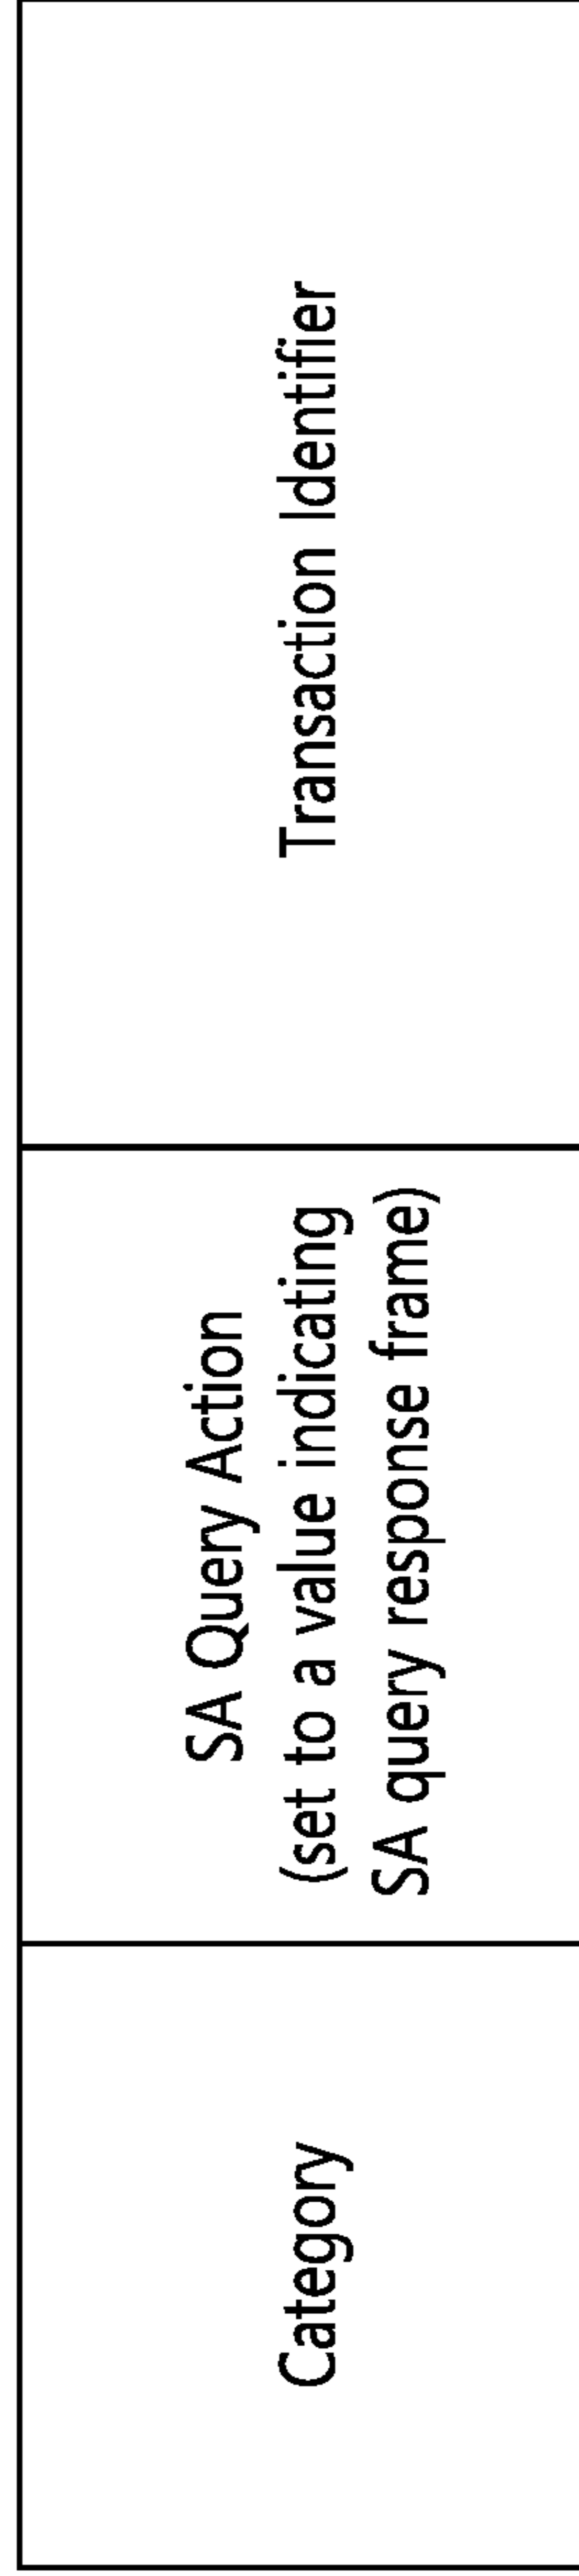 Category
SA Query Action
(set to a value indicating
SA query response frame)
Transaction Identifier